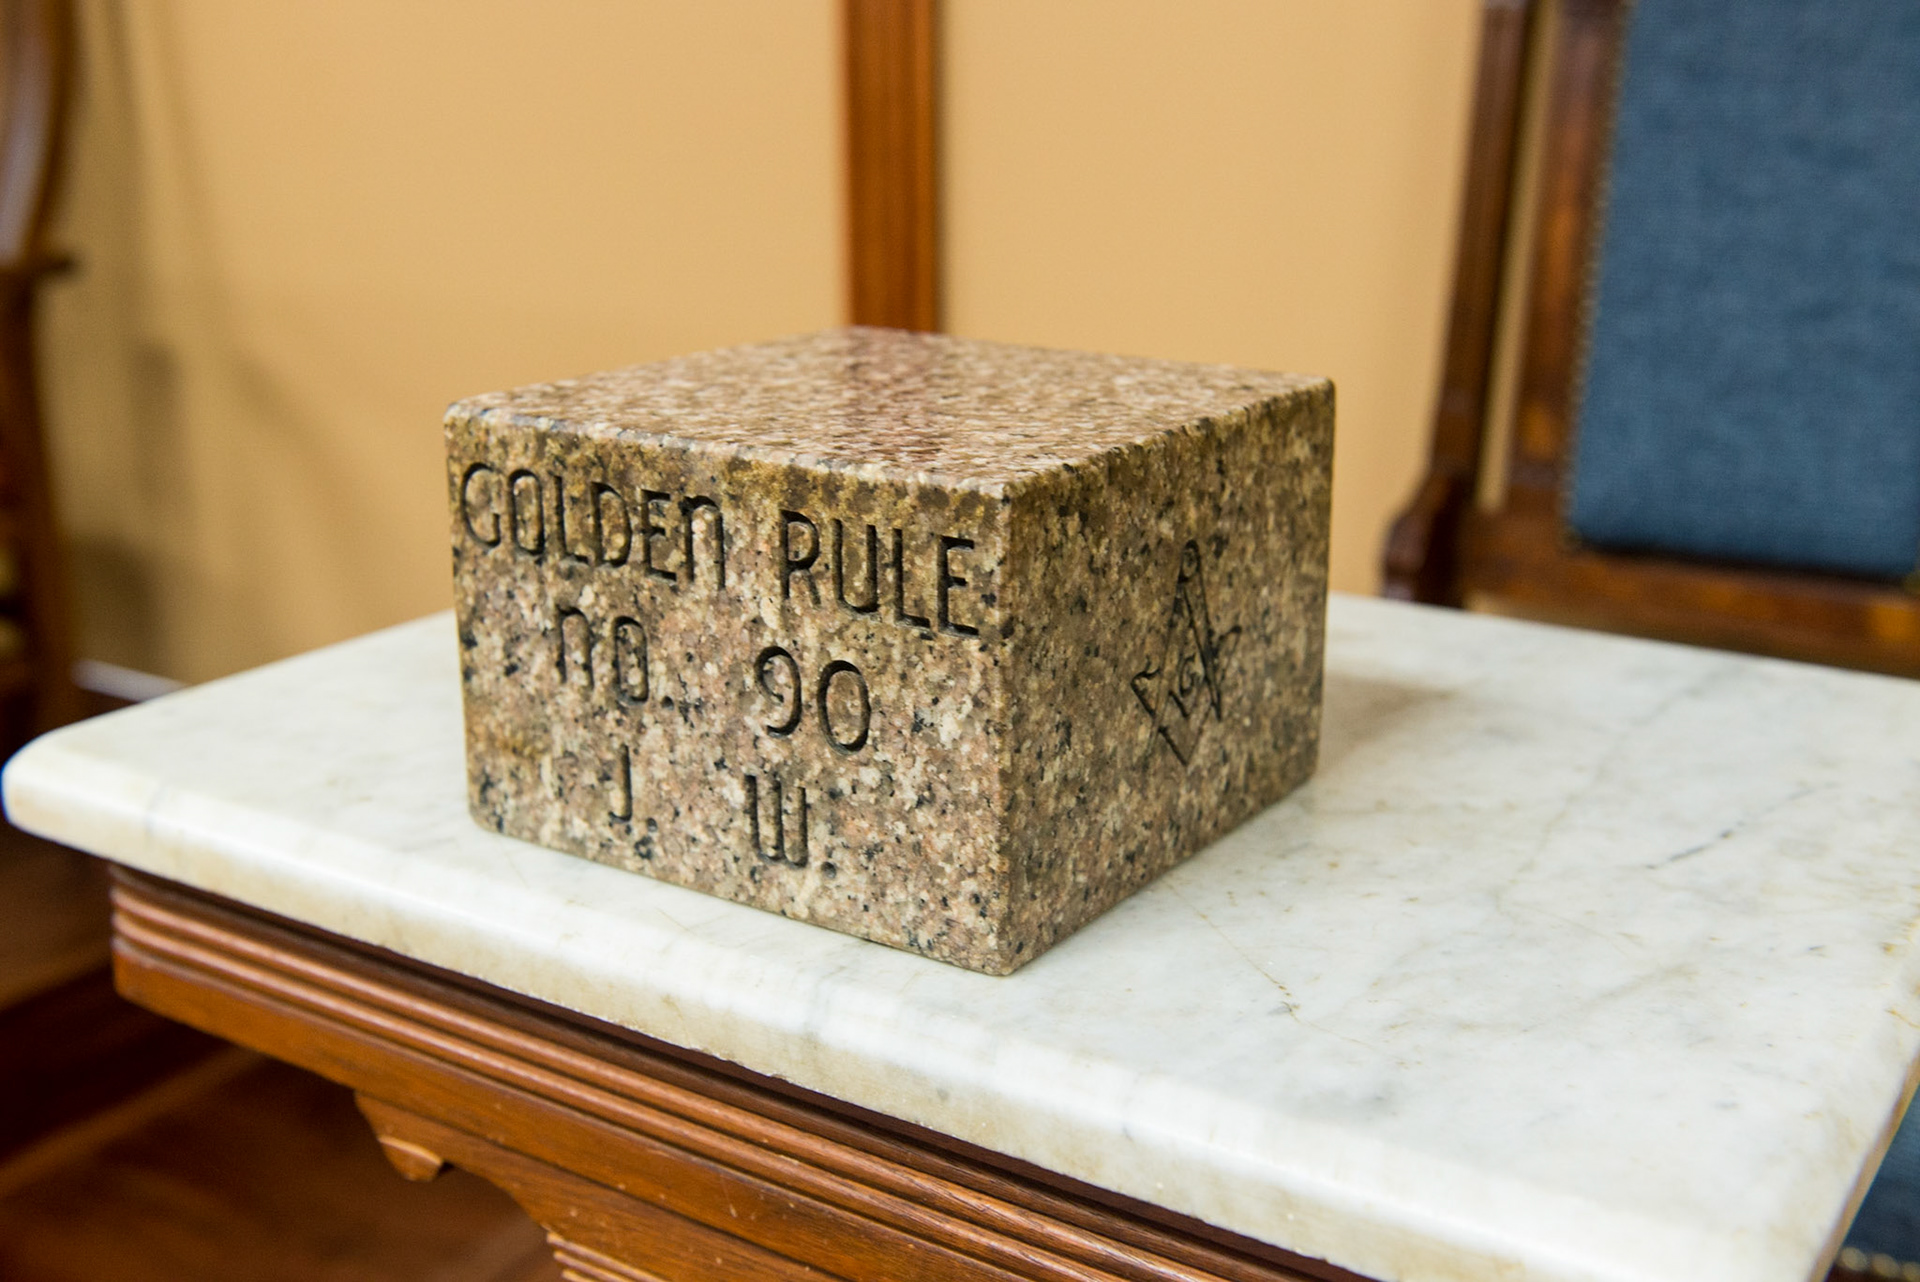 GOLDEN RULE
no. 90
J. W.
G